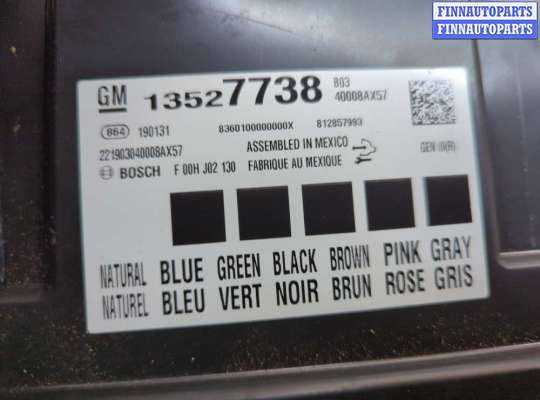 FINNAUTOPARTS
FINNAUTOPARTS
GM 13527738 B03
40008AX57
864 190131 8360100000000X 812857993
221903040008AX57 ASSEMBLED IN MEXICO GEN III(R)
BOSCH F 00H J02 130 FABRIQUE AU MEXIQUE
NATURAL BLUE GREEN BLACK BROWN PINK GRAY
NATUREL BLEU VERT NOIR BRUN ROSE GRIS